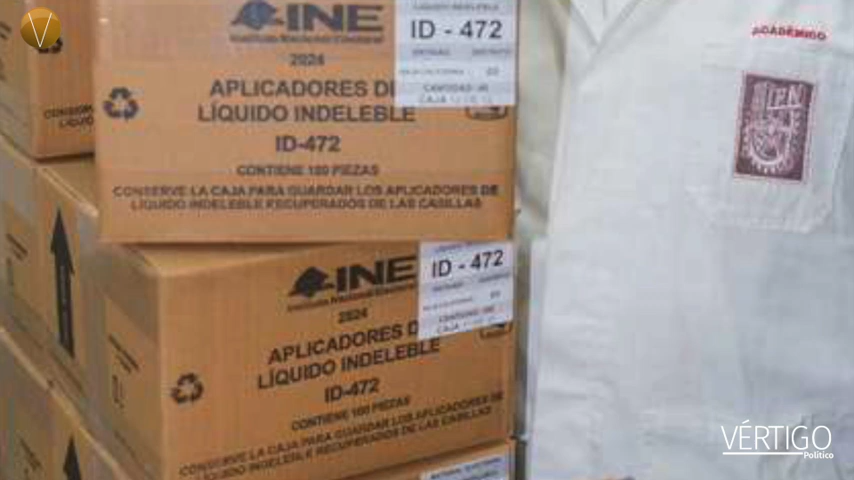 V
INE
Instituto Nacional Electoral
2024
APLICADORES DE
LÍQUIDO INDELEBLE
ID-472
CONTIENE 100 PIEZAS
CONSERVE LA CAJA PARA GUARDAR LOS APLICADORES DE
LÍQUIDO INDELEBLE RECUPERADOS DE LAS CASILLAS
LÍQUIDO INDELEBLE
ID - 472
INE
Instituto Nacional Electoral
2024
APLICADORES D
LÍQUIDO INDELEBLE
ID-472
CONTIENE 100 PIEZAS
CONSERVE LA CAJA PARA GUARDAR LOS APLICADORES DE
LÍQUIDO INDELEBLE RECUPERADOS DE LAS CASILLAS
ID - 472
ACADÉMICO
IPN
VÉRTIGO
Político